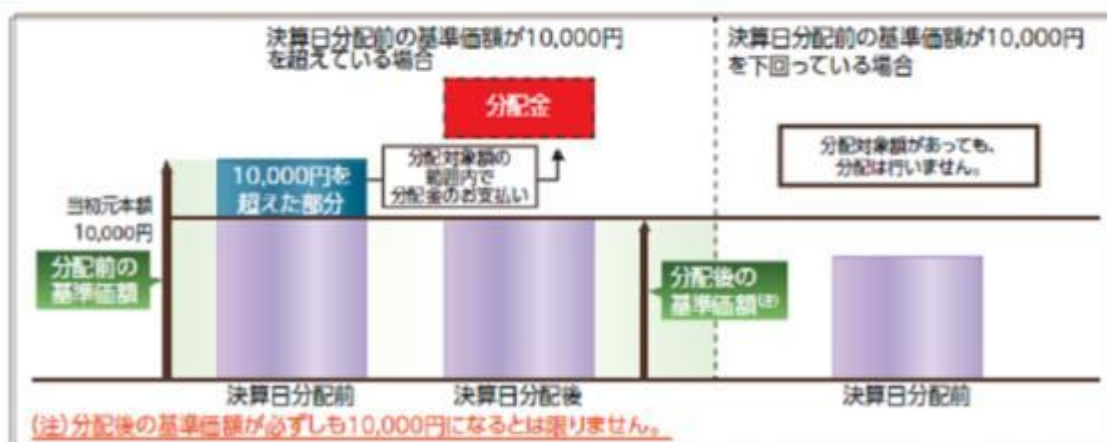 決算日分配前の基準価額が10,000円
を超えている場合
決算日分配前の基準価額が10,000円
を下回っている場合
分配金
分配対象額があっても、
分配は行いません。
10,000円を
超えた部分
分配対象額の
範囲内で
分配金のお支払い
当初元本額
10,000円
分配前の
基準価額
分配後の
基準価額(注)
決算日分配前
決算日分配後
決算日分配前
(注)分配後の基準価額が必ずしも10,000円になるとは限りません。